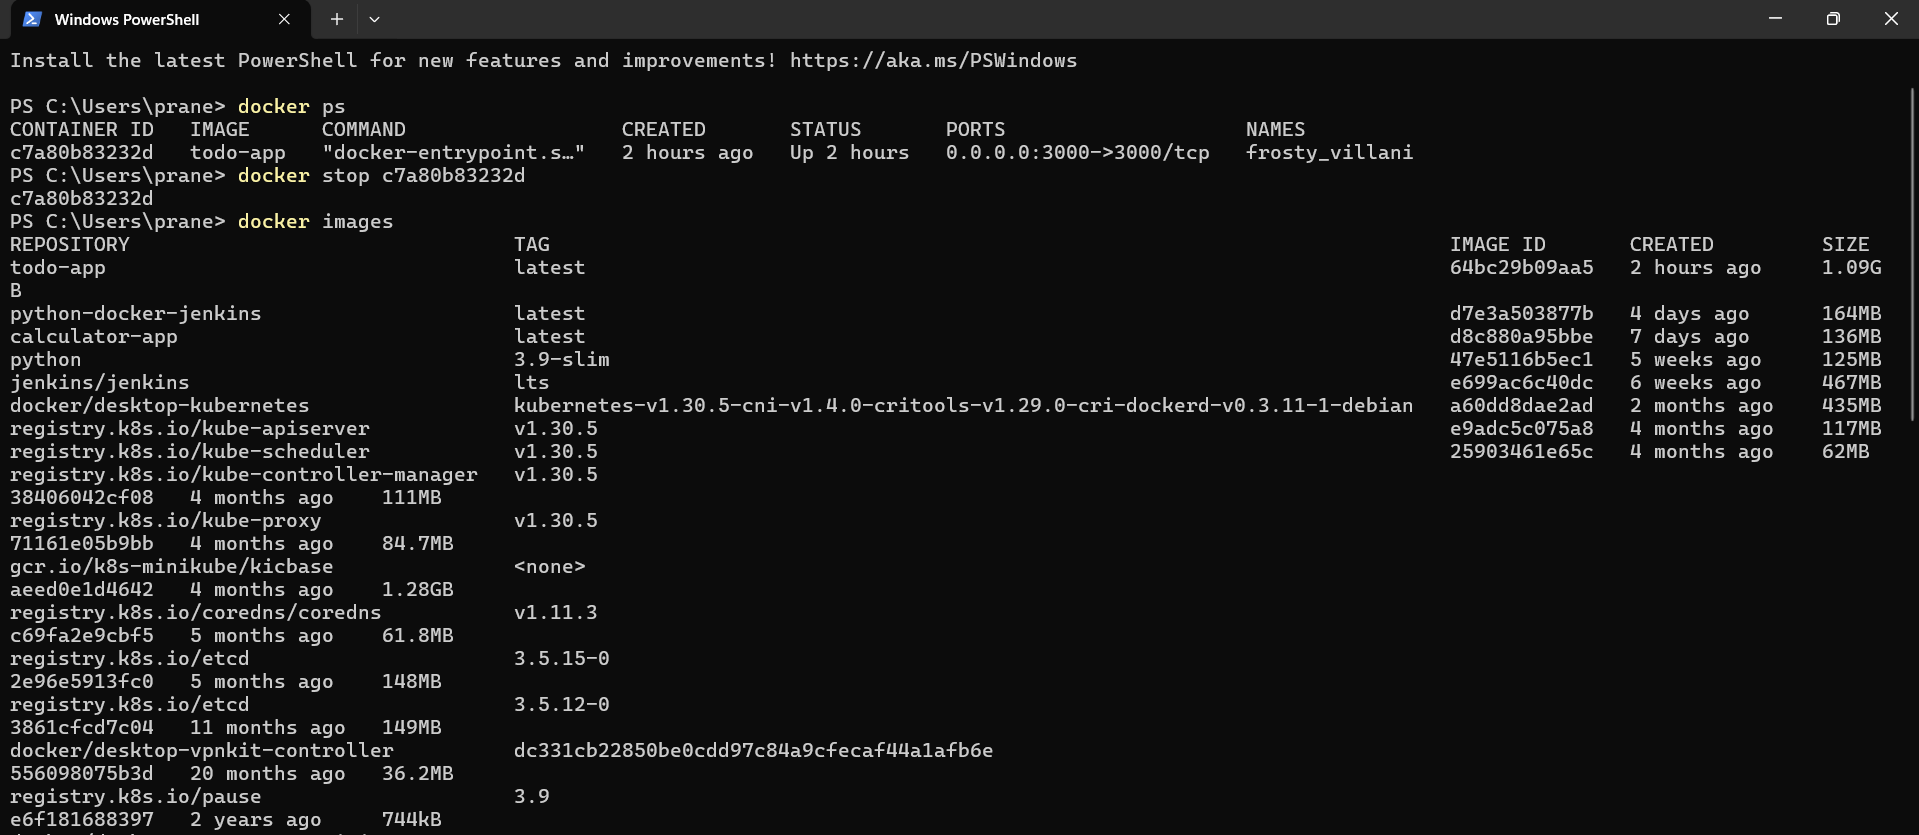 Windows PowerShell
Install the latest PowerShell for new features and improvements! https://aka.ms/PSWindows
PS C:\Users\prane> docker ps
CONTAINER ID   IMAGE      COMMAND                  CREATED       STATUS       PORTS                    NAMES
c7a80b83232d   todo-app   "docker-entrypoint.s…"   2 hours ago   Up 2 hours   0.0.0.0:3000->3000/tcp   frosty_villani
PS C:\Users\prane> docker stop c7a80b83232d
c7a80b83232d
PS C:\Users\prane> docker images
REPOSITORY                                TAG                                                                           IMAGE ID       CREATED         SIZE
todo-app                                  latest                                                                        64bc29b09aa5   2 hours ago     1.09G
B
python-docker-jenkins                     latest                                                                        d7e3a503877b   4 days ago      164MB
calculator-app                            latest                                                                        d8c880a95bbe   7 days ago      136MB
python                                    3.9-slim                                                                      47e5116b5ec1   5 weeks ago     125MB
jenkins/jenkins                           lts                                                                           e699ac6c40dc   6 weeks ago     467MB
docker/desktop-kubernetes                 kubernetes-v1.30.5-cni-v1.4.0-critools-v1.29.0-cri-dockerd-v0.3.11-1-debian   a60dd8dae2ad   2 months ago    435MB
registry.k8s.io/kube-apiserver            v1.30.5                                                                       e9adc5c075a8   4 months ago    117MB
registry.k8s.io/kube-scheduler            v1.30.5                                                                       25903461e65c   4 months ago    62MB
registry.k8s.io/kube-controller-manager   v1.30.5
38406042cf08   4 months ago    111MB
registry.k8s.io/kube-proxy                v1.30.5
71161e05b9bb   4 months ago    84.7MB
gcr.io/k8s-minikube/kicbase               <none>
aeed0e1d4642   4 months ago    1.28GB
registry.k8s.io/coredns/coredns           v1.11.3
c69fa2e9cbf5   5 months ago    61.8MB
registry.k8s.io/etcd                      3.5.15-0
2e96e5913fc0   5 months ago    148MB
registry.k8s.io/etcd                      3.5.12-0
3861cfcd7c04   11 months ago   149MB
docker/desktop-vpnkit-controller          dc331cb22850be0cdd97c84a9cfecaf44a1afb6e
556098075b3d   20 months ago   36.2MB
registry.k8s.io/pause                     3.9
e6f181688397   2 years ago     744kB